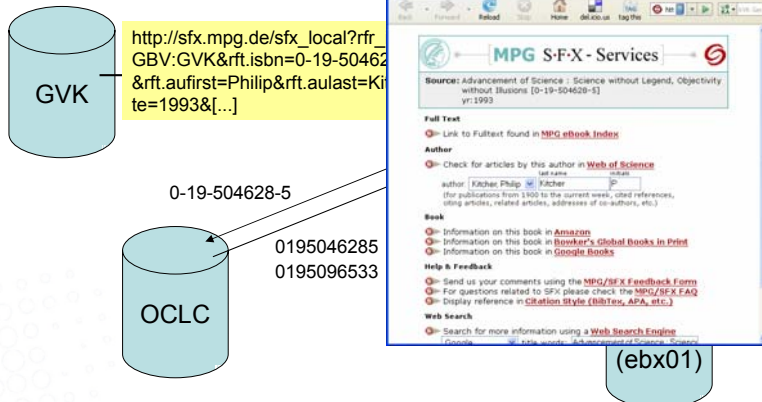 Back Forward Reload Stop Home del.icio.us tag this
http://sfx.mpg.de/sfx_local?rfr_
GBV:GVK&rft.isbn=0-19-50462
&rft.aufirst=Philip&rft.aulast=Kit
te=1993&[...]
GVK
MPG S·F·X - Services
Source: Advancement of Science : Science without Legend, Objectivity
without Illusions [0-19-504628-5]
yr:1993
Full Text
Link to Fulltext found in MPG eBook Index
Author
Check for articles by this author in Web of Science
last name initials
author: Kitcher, Philip Kitcher P
(for publications from 1900 to the current week, cited references,
citing articles, related articles, addresses of co-authors, etc.)
Book
Information on this book in Amazon
Information on this book in Bowker's Global Books in Print
Information on this book in Google Books
Help & Feedback
Send us your comments using the MPG/SFX Feedback Form
For questions related to SFX please check the MPG/SFX FAQ
Display reference in Citation Style (BibTex, APA, etc.)
Web Search
Search for more information using a Web Search Engine
Google title words: Advancement of Science : Scienc
0-19-504628-5
0195046285
0195096533
OCLC
(ebx01)